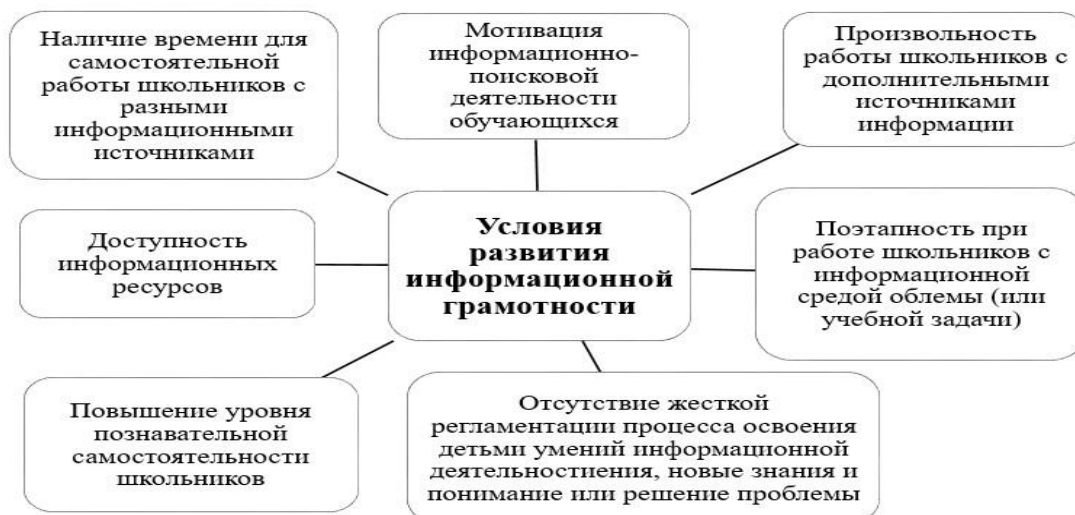 Наличие времени для
самостоятельной
работы школьников с
разными
информационными
источниками
Мотивация
информационно-
поисковой
деятельности
обучающихся
Произвольность
работы школьников с
дополнительными
источниками
информации
Доступность
информационных
ресурсов
Условия
развития
информационной
грамотности
Поэтапность при
работе школьников с
информационной
средой облемы (или
учебной задачи)
Повышение уровня
познавательной
самостоятельности
школьников
Отсутствие жесткой
регламентации процесса освоения
детьми умений информационной
деятельностиения, новые знания и
понимание или решение проблемы